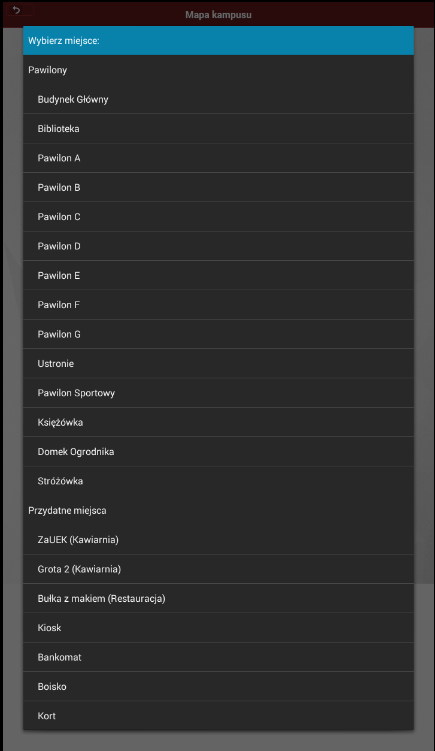 Mapa kampusu
Wybierz miejsce:
Pawilony
Budynek Główny
Biblioteka
Pawilon A
Pawilon B
Pawilon C
Pawilon D
Pawilon E
Pawilon F
Pawilon G
Ustronie
Pawilon Sportowy
Księżówka
Domek Ogrodnika
Stróżówka
Przydatne miejsca
ZaUEK (Kawiarnia)
Grota 2 (Kawiarnia)
Bułka z makiem (Restauracja)
Kiosk
Bankomat
Boisko
Kort